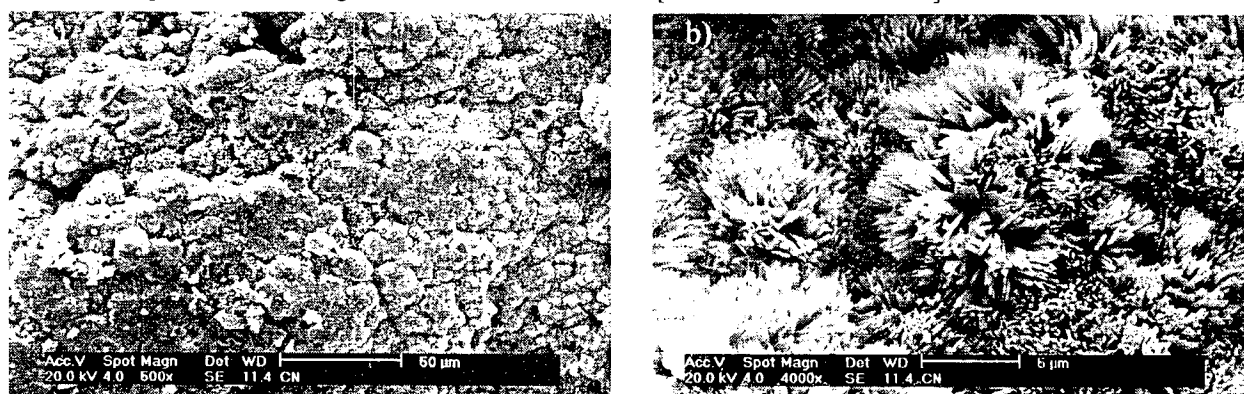 b)
Acc.V Spot Magn Det WD 50 µm
20.0 kV 4.0 500x SE 11.4 CN
Acc.V Spot Magn Det WD 5 µm
20.0 kV 4.0 4000x SE 11.4 CN